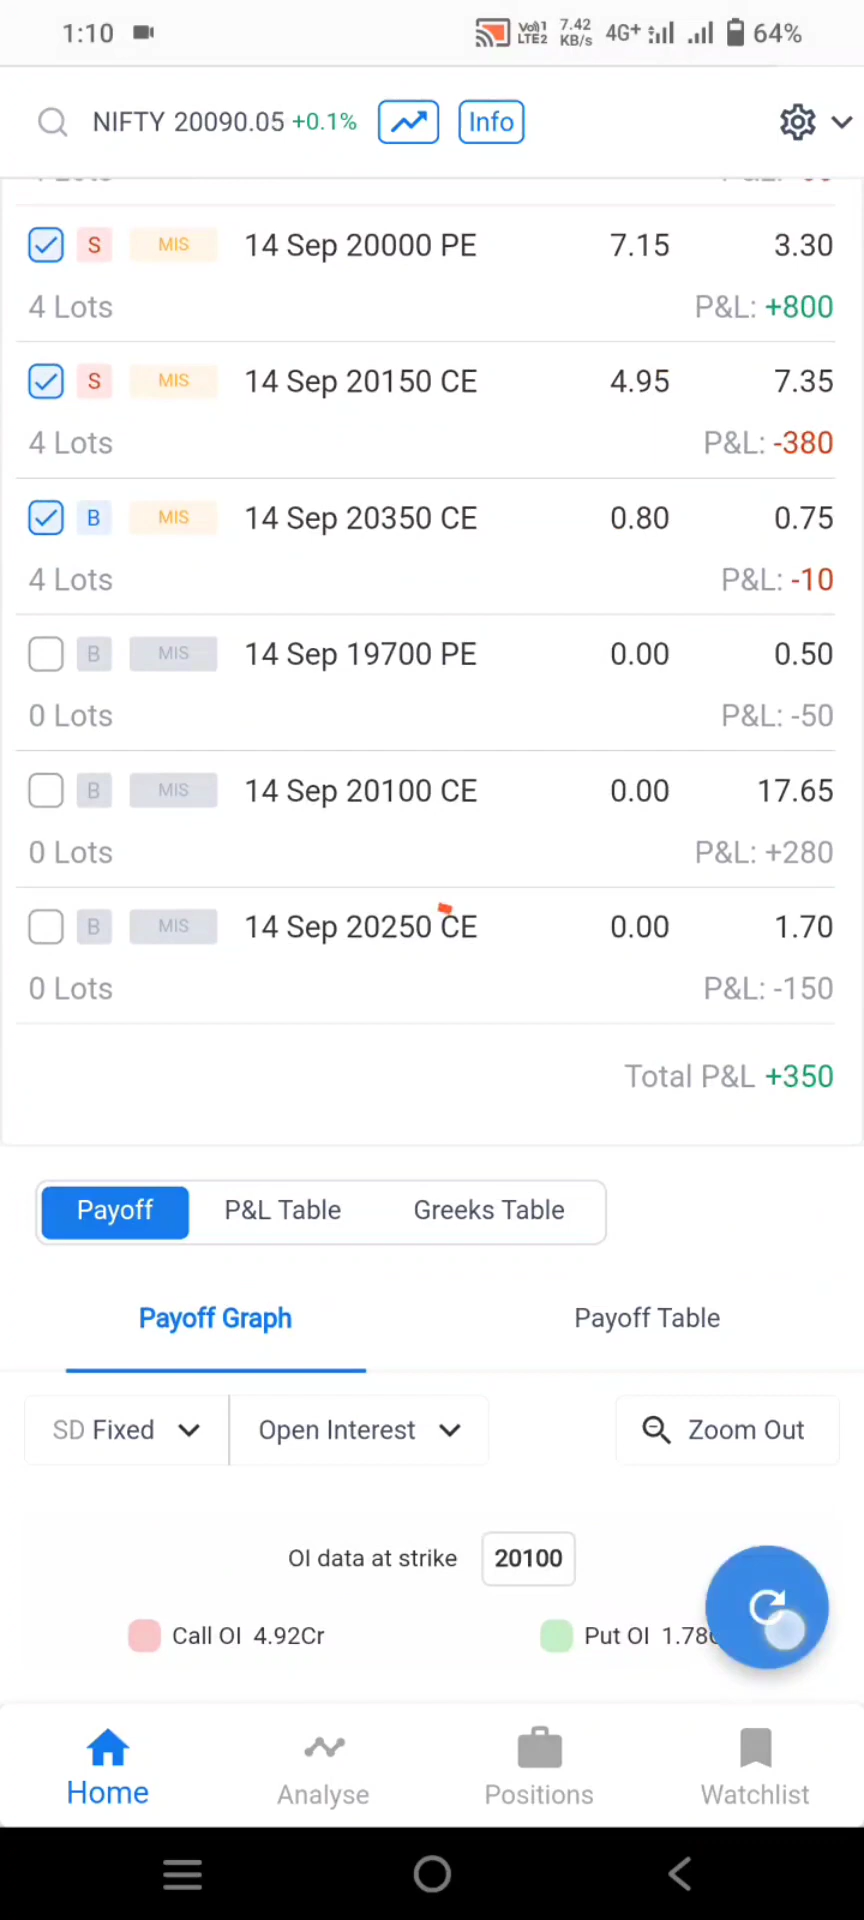 1:10 Vo)) 1 LTE2 7.42 KB/s 4G+ 64%
NIFTY 20090.05 +0.1% Info
S MIS 14 Sep 20000 PE 7.15 3.30
4 Lots P&L: +800
S MIS 14 Sep 20150 CE 4.95 7.35
4 Lots P&L: -380
B MIS 14 Sep 20350 CE 0.80 0.75
4 Lots P&L: -10
B MIS 14 Sep 19700 PE 0.00 0.50
0 Lots P&L: -50
B MIS 14 Sep 20100 CE 0.00 17.65
0 Lots P&L: +280
B MIS 14 Sep 20250 CE 0.00 1.70
0 Lots P&L: -150
Total P&L +350
Payoff P&L Table Greeks Table
Payoff Graph Payoff Table
SD Fixed Open Interest Zoom Out
OI data at strike 20100
Call OI 4.92Cr Put OI 1.78
Home Analyse Positions Watchlist